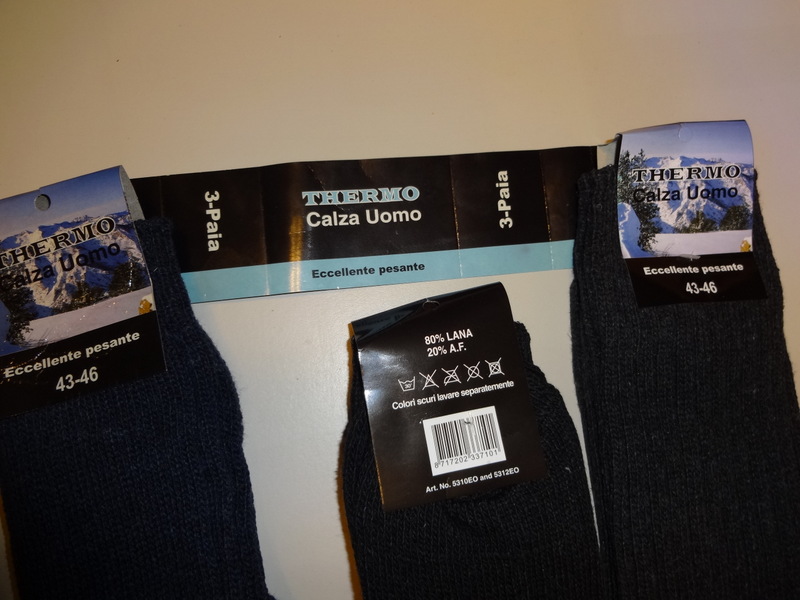 THERMO
Calza Uomo
Eccellente pesante
43-46
3-Paia
THERMO
Calza Uomo
Eccellente pesante
3-Paia
THERMO
Calza Uomo
Eccellente pesante
43-46
80% LANA
20% A.F.
30
Colori scuri lavare separatemente
8717202337101
Art. No. 5310EO and 5312EO